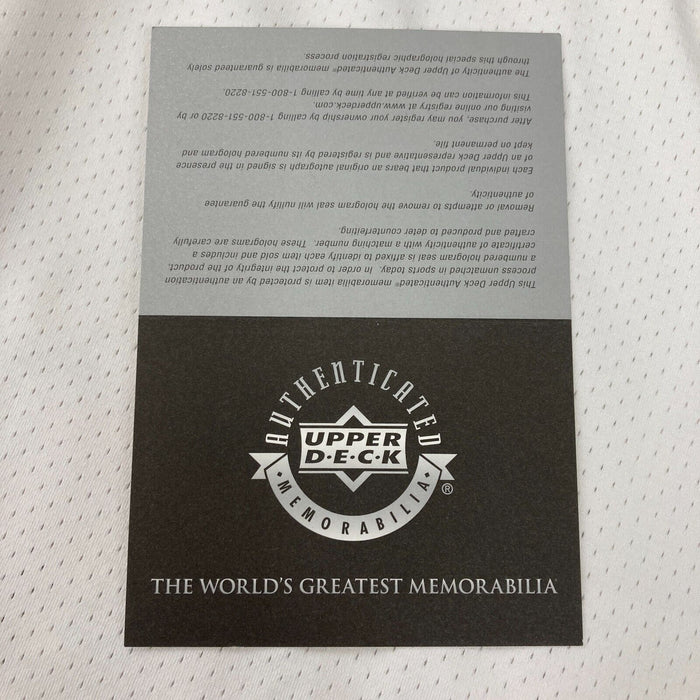 This Upper Deck Authenticated® memorabilia item is protected by an authentication
process unmatched in sports today. In order to protect the integrity of the product,
a numbered hologram seal is affixed to identify each item sold and includes a
certificate of authenticity with a matching number. These holograms are carefully
crafted and produced to deter counterfeiting.
Removal or attempts to remove the hologram seal will nullify the guarantee
of authenticity.
Each individual product that bears an original autograph is signed in the presence
of an Upper Deck representative and is registered by its numbered hologram and
kept on permanent file.
After purchase, you may register your ownership by calling 1-800-551-8220 or by
visiting our online registry at www.upperdeck.com.
This information can be verified at any time by calling 1-800-551-8220.
The authenticity of Upper Deck Authenticated® memorabilia is guaranteed solely
through this special holographic registration process.
AUTHENTICATED
UPPER
D·E·C·K
·MEMORABILIA·
®
THE WORLD'S GREATEST MEMORABILIA